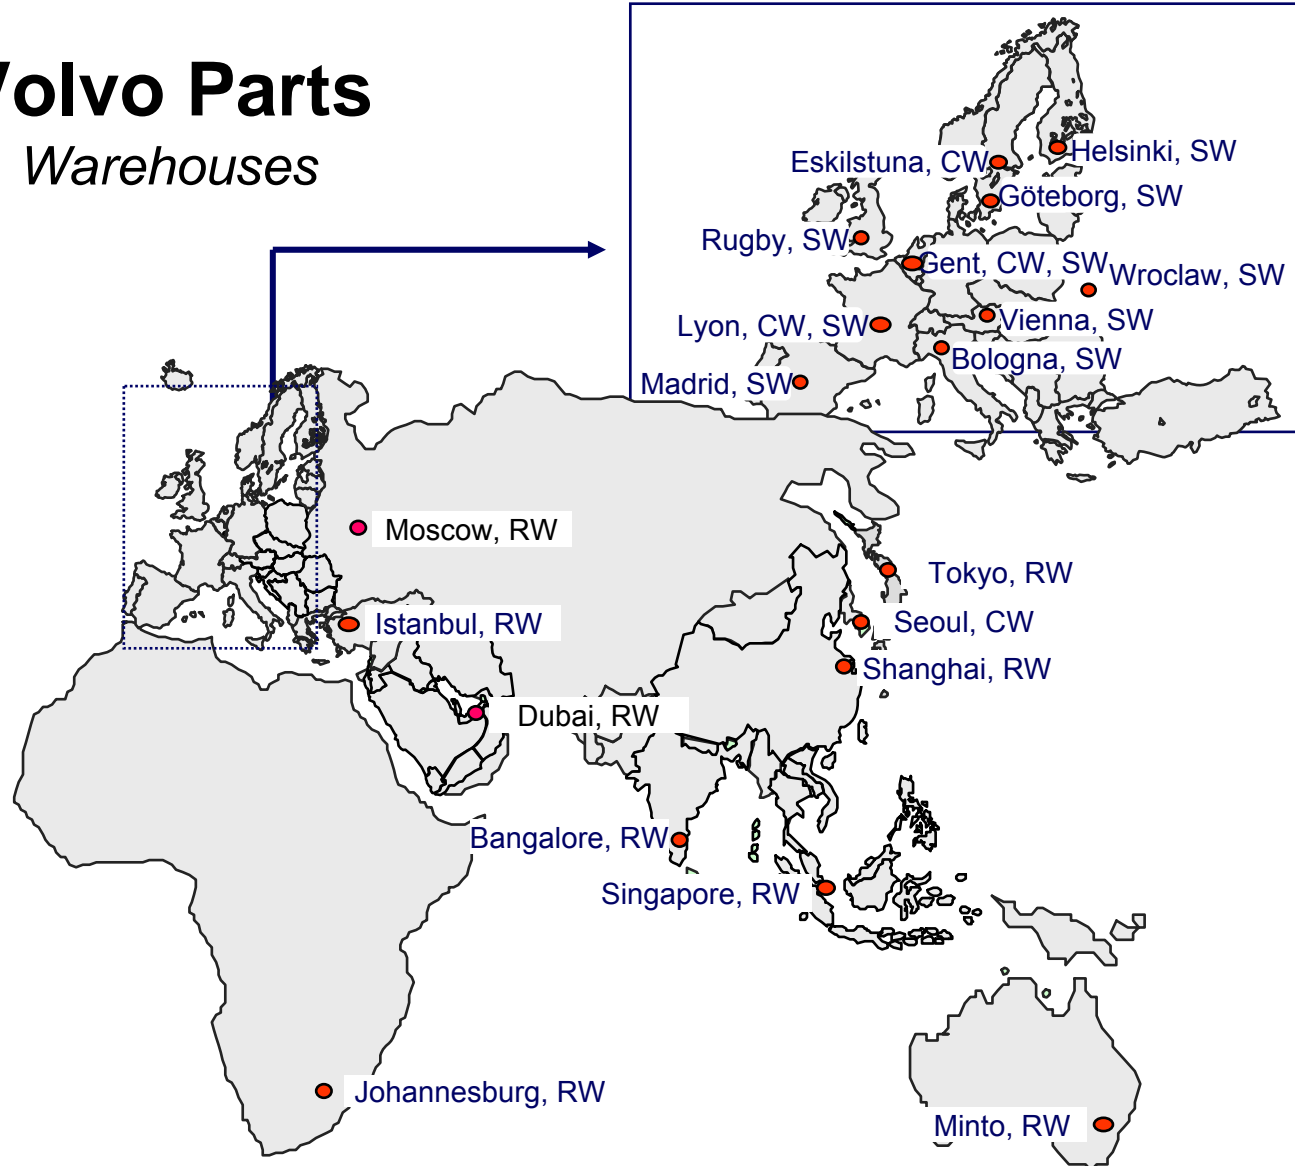 Volvo Parts
Warehouses
Eskilstuna, CW
Helsinki, SW
Göteborg, SW
Rugby, SW
Gent, CW, SW
Wroclaw, SW
Lyon, CW, SW
Vienna, SW
Bologna, SW
Madrid, SW
Moscow, RW
Tokyo, RW
Istanbul, RW
Seoul, CW
Shanghai, RW
Dubai, RW
Bangalore, RW
Singapore, RW
Johannesburg, RW
Minto, RW